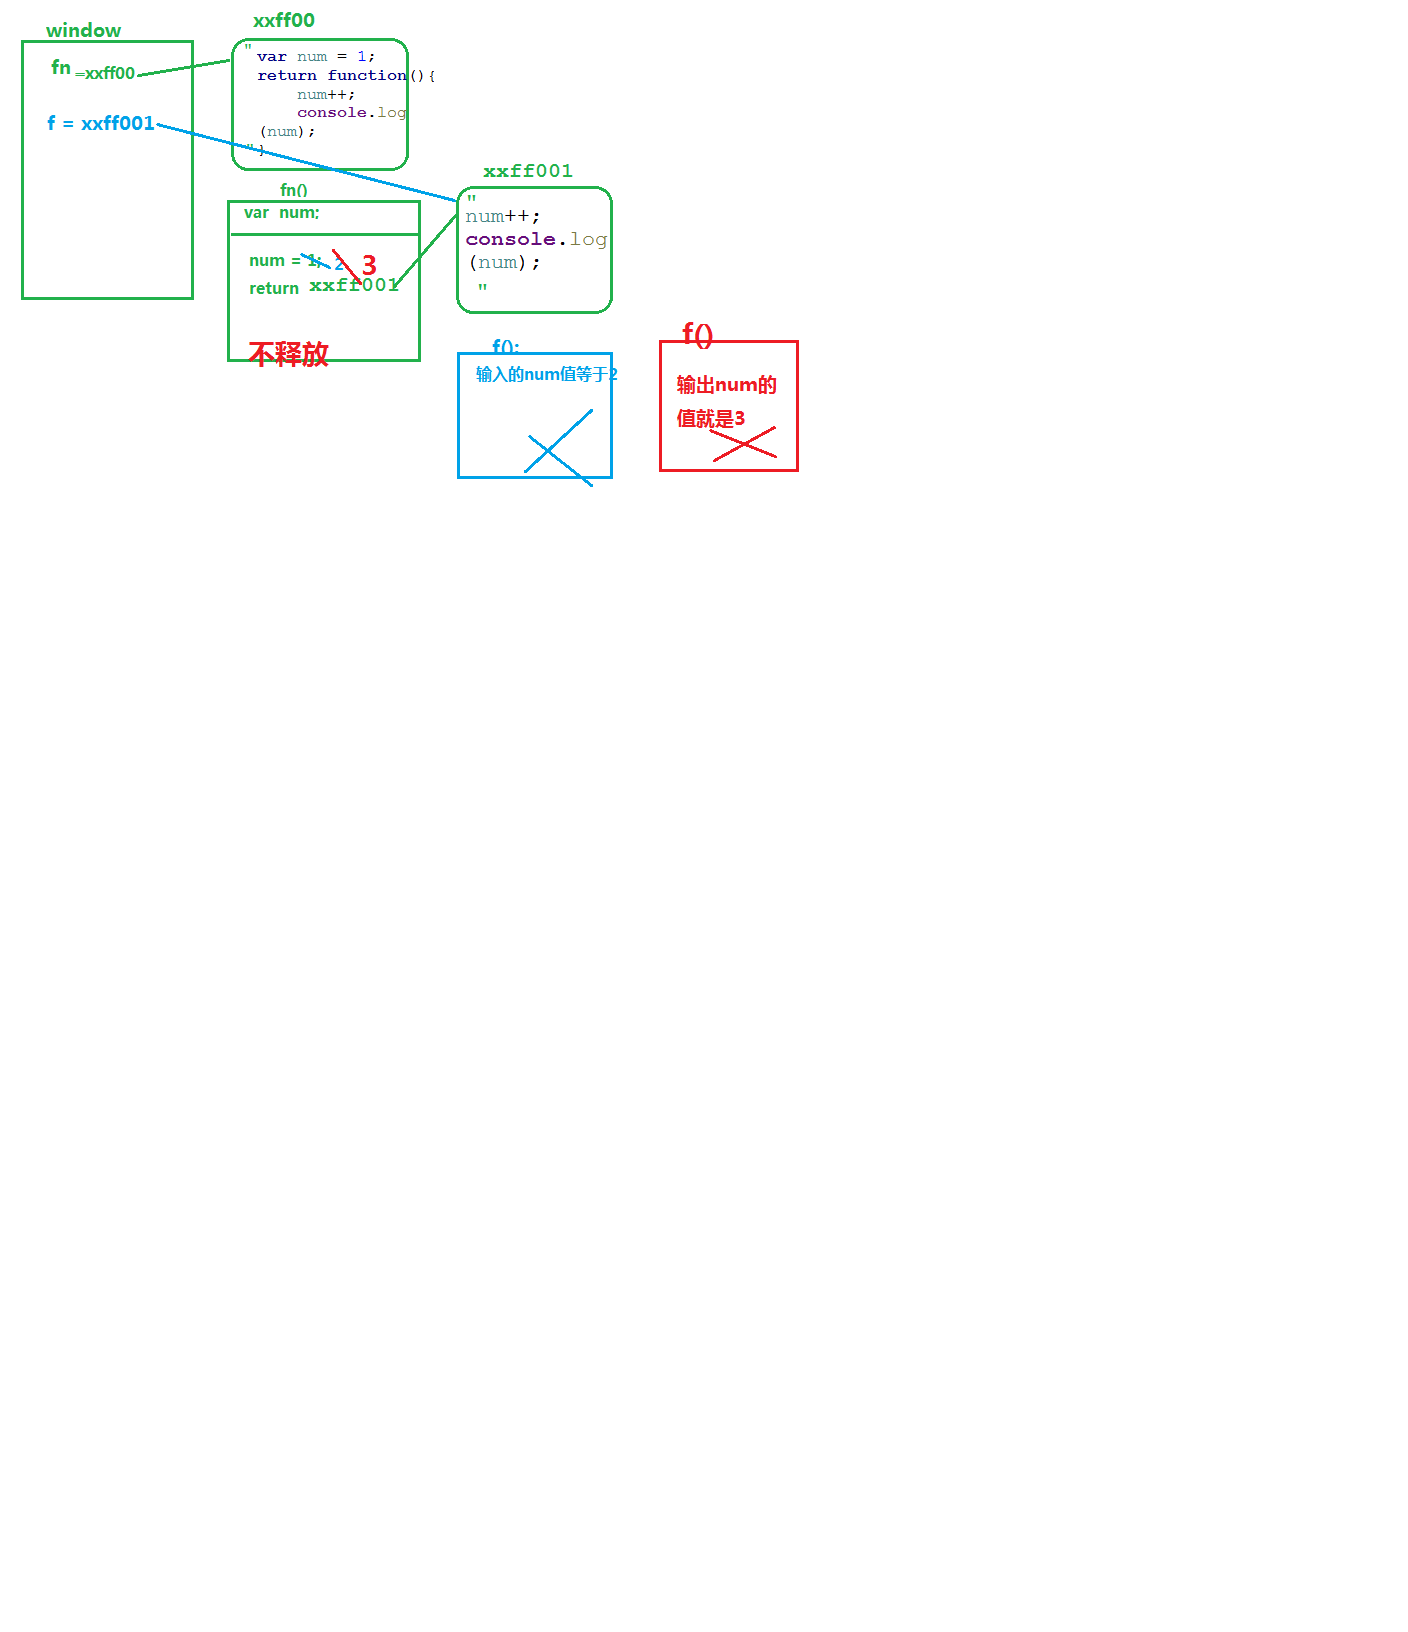 window
fn =xxff00
f = xxff001
xxff00
"
var num = 1;
return function(){
num++;
console.log
(num);
" }
fn()
var num;
num = 1; 2 3
return xxff001
不释放
xxff001
"
num++;
console.log
(num);
"
f();
输入的num值等于2
f()
输出num的
值就是3